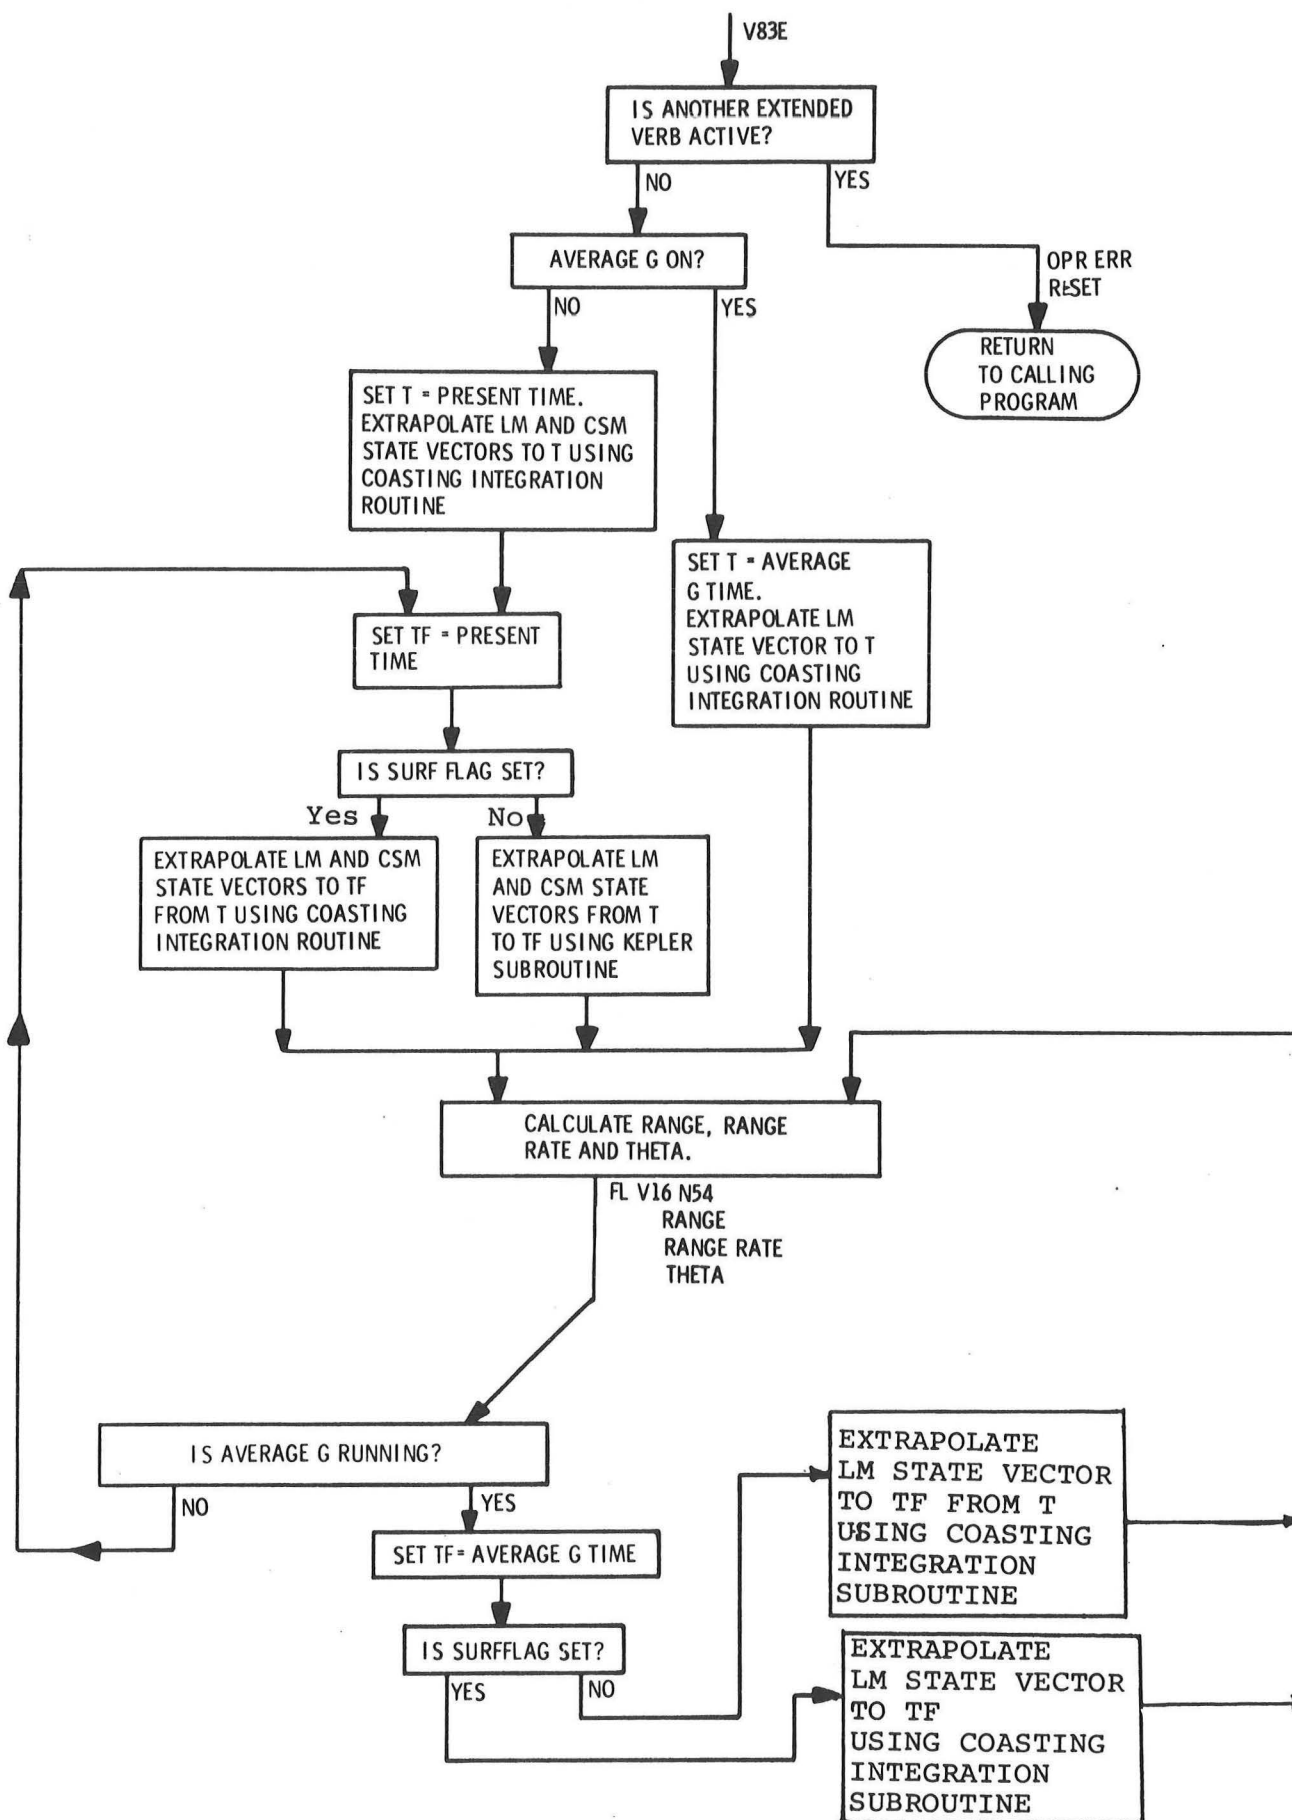 V83E
IS ANOTHER EXTENDED
VERB ACTIVE?
NO
YES
AVERAGE G ON?
OPR ERR
RESET
NO
YES
RETURN
TO CALLING
PROGRAM
SET T = PRESENT TIME.
EXTRAPOLATE LM AND CSM
STATE VECTORS TO T USING
COASTING INTEGRATION
ROUTINE
SET T = AVERAGE
G TIME.
EXTRAPOLATE LM
STATE VECTOR TO T
USING COASTING
INTEGRATION ROUTINE
SET TF = PRESENT
TIME
IS SURF FLAG SET?
Yes
No
EXTRAPOLATE LM AND CSM
STATE VECTORS TO TF
FROM T USING COASTING
INTEGRATION ROUTINE
EXTRAPOLATE LM
AND CSM STATE
VECTORS FROM T
TO TF USING KEPLER
SUBROUTINE
CALCULATE RANGE, RANGE
RATE AND THETA.
FL V16 N54
RANGE
RANGE RATE
THETA
IS AVERAGE G RUNNING?
NO
YES
SET TF= AVERAGE G TIME
IS SURFFLAG SET?
YES
NO
EXTRAPOLATE
LM STATE VECTOR
TO TF FROM T
USING COASTING
INTEGRATION
SUBROUTINE
EXTRAPOLATE
LM STATE VECTOR
TO TF
USING COASTING
INTEGRATION
SUBROUTINE